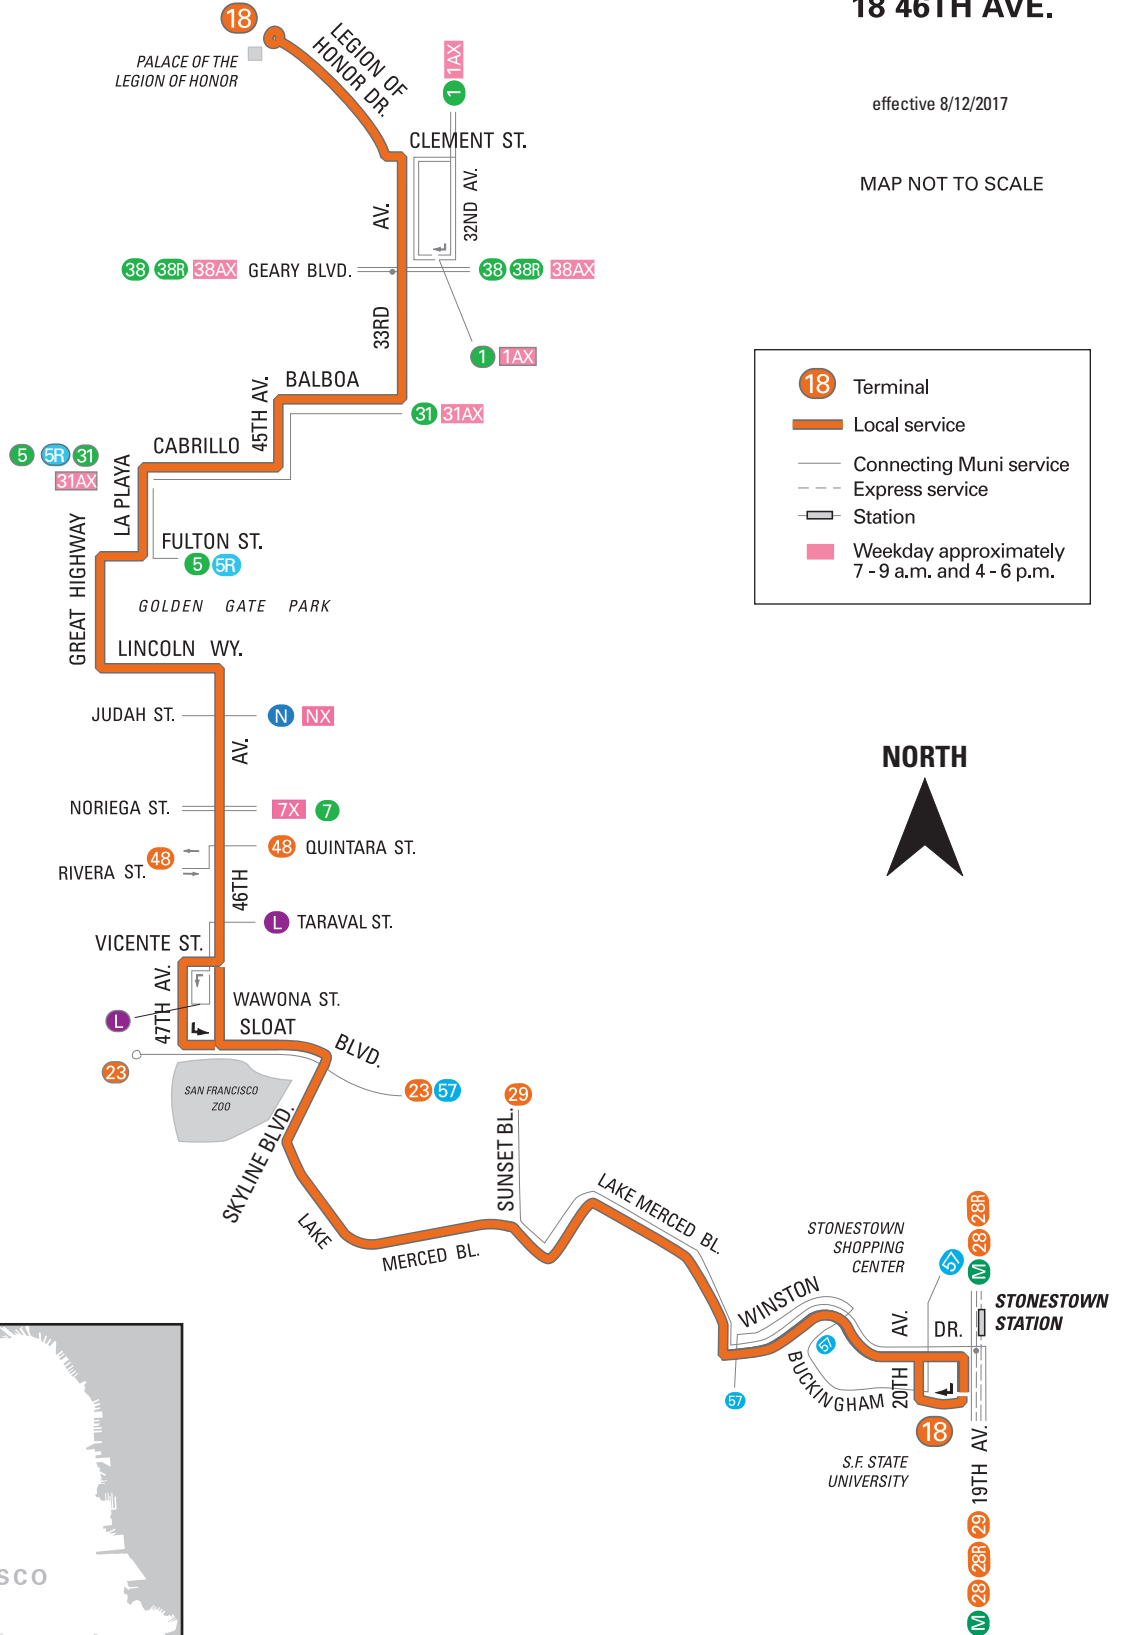 18 46TH AVE.
effective 8/12/2017
MAP NOT TO SCALE
18
PALACE OF THE
LEGION OF HONOR
LEGION OF
HONOR DR.
1AX
1
CLEMENT ST.
AV.
32ND AV.
38 38R 38AX GEARY BLVD.
38 38R 38AX
33RD
1 1AX
BALBOA
45TH AV.
31 31AX
CABRILLO
5 5R 31
31AX
LA PLAYA
FULTON ST.
5 5R
GREAT HIGHWAY
GOLDEN GATE PARK
LINCOLN WY.
JUDAH ST.
N NX
AV.
NORIEGA ST.
7X 7
48 QUINTARA ST.
RIVERA ST. 48
46TH
L TARAVAL ST.
VICENTE ST.
47TH AV.
WAWONA ST.
L
SLOAT
BLVD.
23
SAN FRANCISCO
ZOO
23 57
29
SUNSET BL.
SKYLINE BLVD.
LAKE
MERCED BL.
LAKE MERCED BL.
WINSTON
57
57
BUCKINGHAM
STONESTOWN
SHOPPING
CENTER
57
M 28 28R
STONESTOWN
STATION
AV.
DR.
20TH
18
S.F. STATE
UNIVERSITY
19TH AV.
M 28 28R 29
18 Terminal
Local service
Connecting Muni service
Express service
Station
Weekday approximately
7 - 9 a.m. and 4 - 6 p.m.
NORTH
SCO